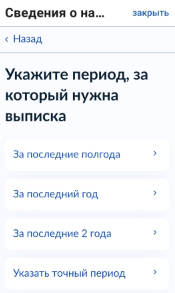 Сведения о на... закрыть
‹ Назад
Укажите период, за
который нужна
выписка
За последние полгода
За последний год
За последние 2 года
Указать точный период